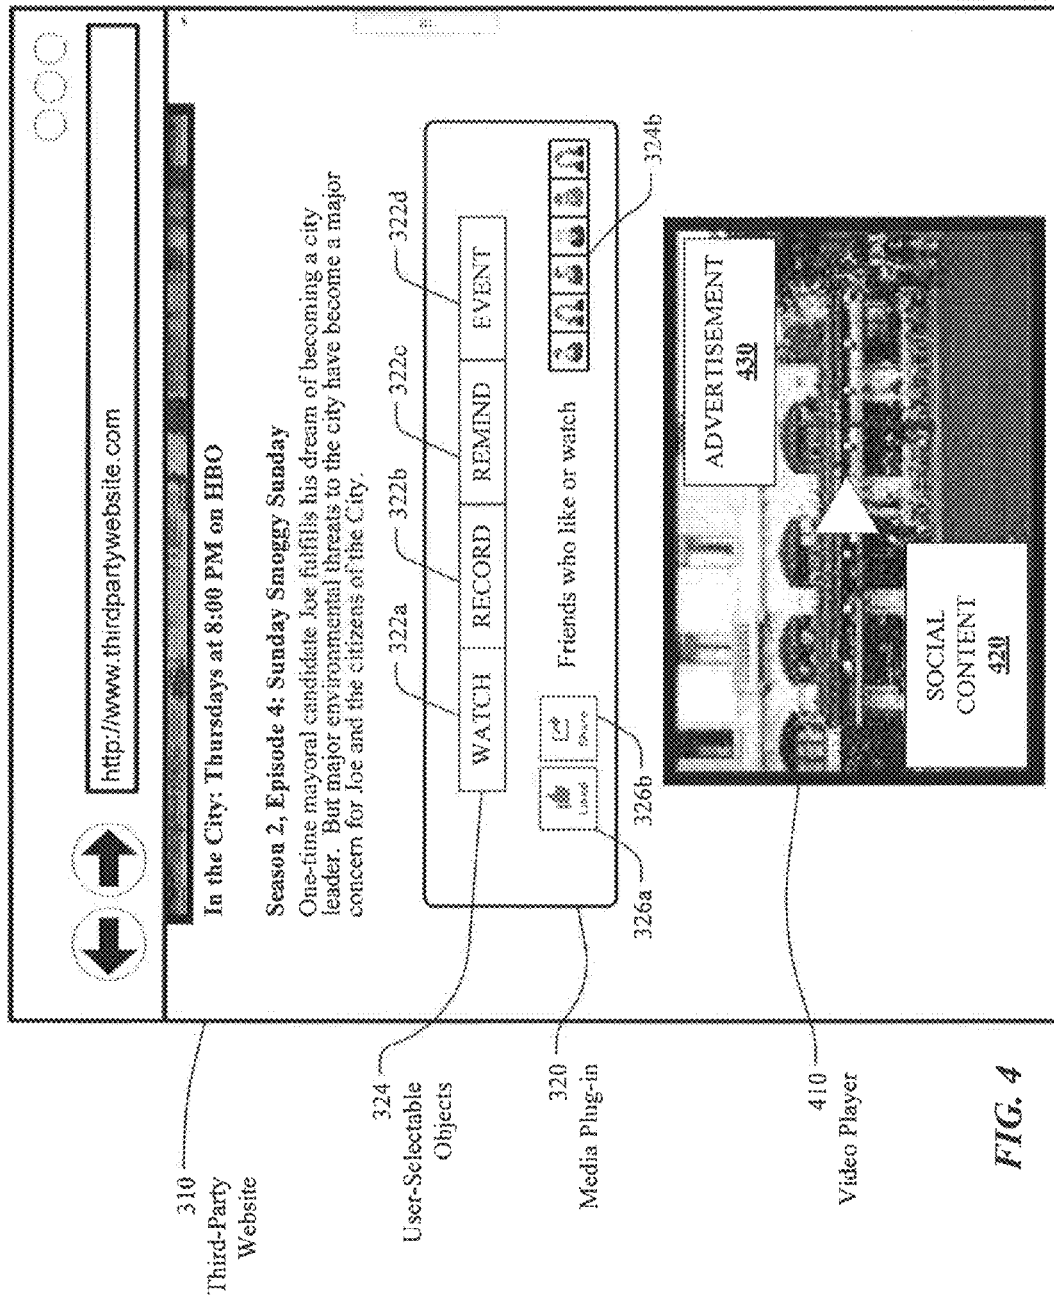 http://www.thirdpartywebsite.com
In the City: Thursdays at 8:00 PM on HBO
Season 2, Episode 4: Sunday Smoggy Sunday
One-time mayoral candidate Joe fulfills his dream of becoming a city
leader. But major environmental threats to the city have become a major
concern for Joe and the citizens of the City.
322a
322b
322c
322d
WATCH
RECORD
REMIND
EVENT
Friends who like or watch
Share
326a
326b
324b
ADVERTISEMENT
430
SOCIAL
CONTENT
420
310
Third-Party
Website
324
User-Selectable
Objects
320
Media Plug-in
410
Video Player
FIG. 4